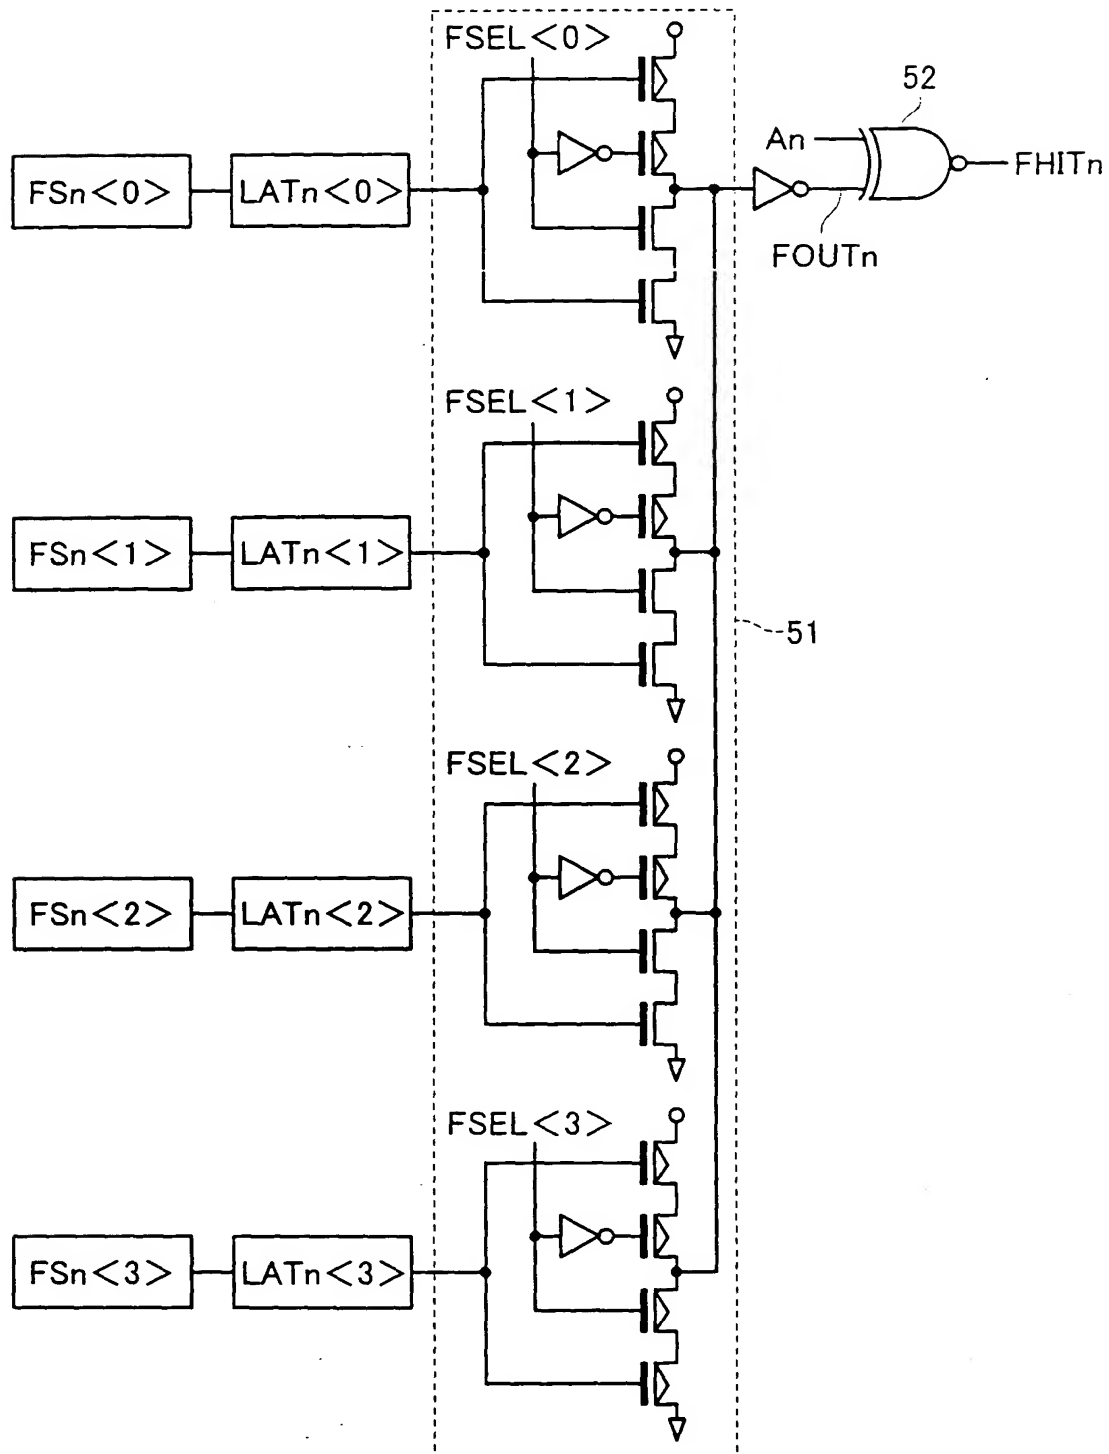 FSEL<0>
52
An
FHITn
FSn<0>
LATn<0>
FOUTn
FSEL<1>
FSn<1>
LATn<1>
51
FSEL<2>
FSn<2>
LATn<2>
FSEL<3>
FSn<3>
LATn<3>